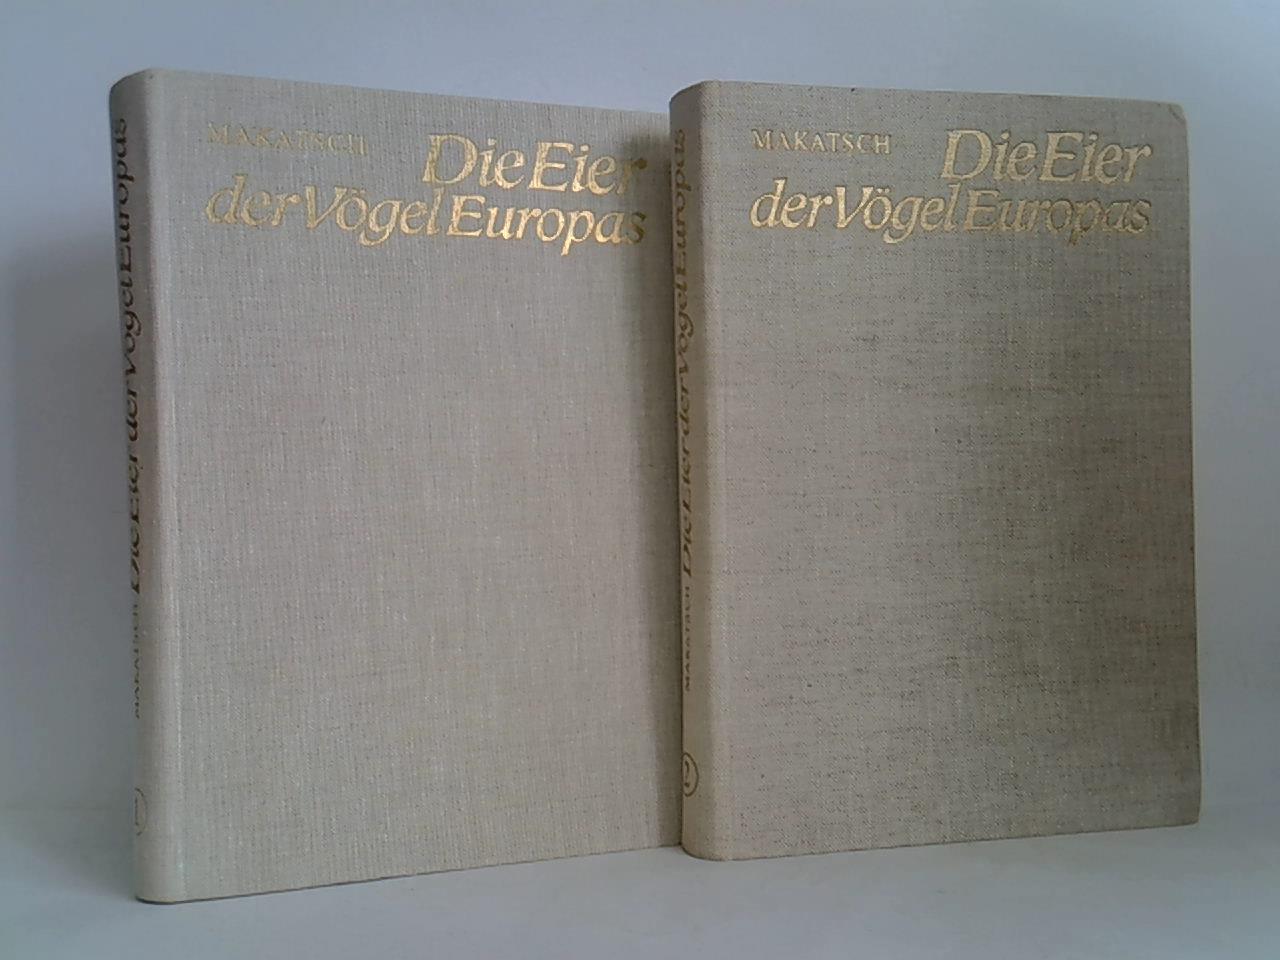 MAKATSCH Die Eier
der Vögel Europas
MAKATSCH Die Eier der Vögel Europas
MAKATSCH Die Eier
der Vögel Europas
MAKATSCH Die Eier der Vögel Europas 2